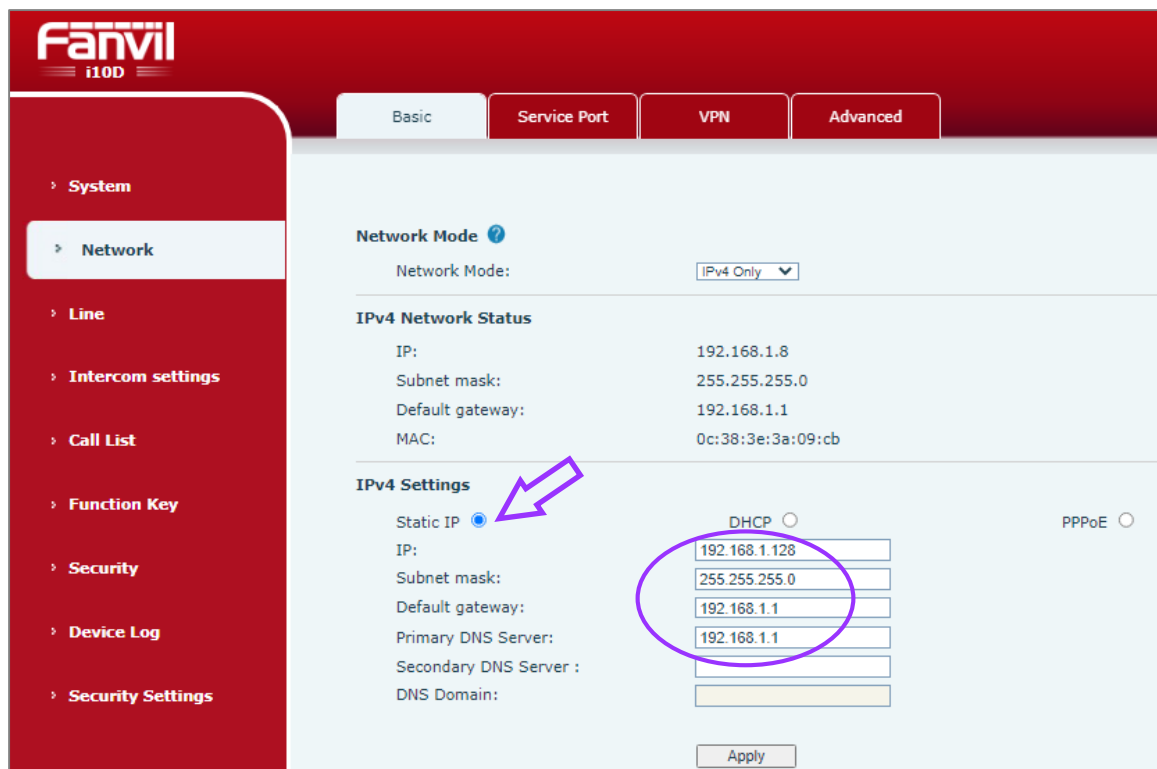 Fanvil
i10D
Basic
Service Port
VPN
Advanced
System
Network
Line
Intercom settings
Call List
Function Key
Security
Device Log
Security Settings
Network Mode ?
Network Mode: IPv4 Only
IPv4 Network Status
IP: 192.168.1.8
Subnet mask: 255.255.255.0
Default gateway: 192.168.1.1
MAC: 0c:38:3e:3a:09:cb
IPv4 Settings
Static IP DHCP PPPoE
IP: 192.168.1.128
Subnet mask: 255.255.255.0
Default gateway: 192.168.1.1
Primary DNS Server: 192.168.1.1
Secondary DNS Server :
DNS Domain:
Apply